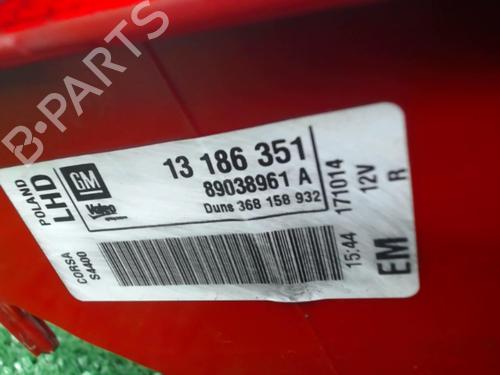 B-PARTS
POLAND
LHD
GM
Valeo
1
13 186 351
89038961 A
Duns 368 158 932
CORSA
S4400
15:44 171014
12V
EM R